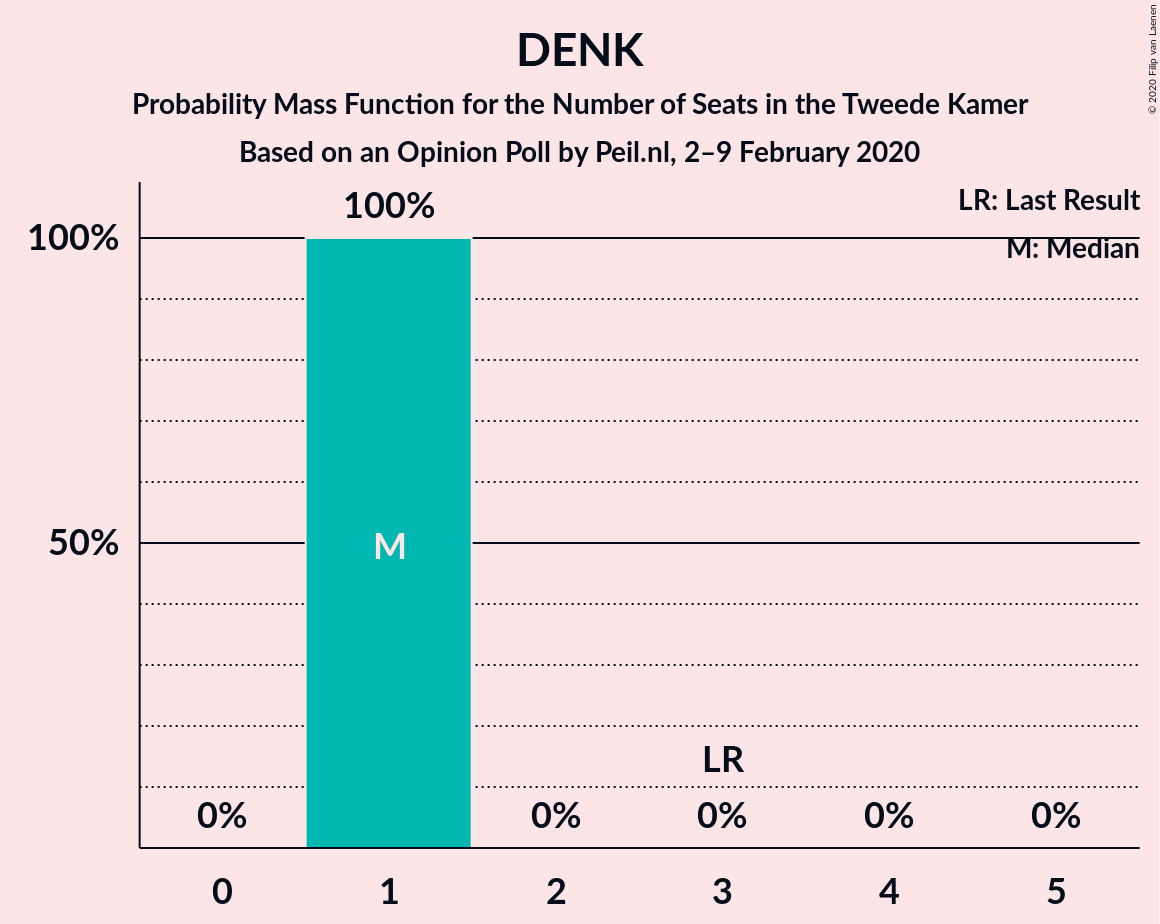 DENK
Probability Mass Function for the Number of Seats in the Tweede Kamer
Based on an Opinion Poll by Peil.nl, 2–9 February 2020
© 2020 Filip van Laenen
LR: Last Result
M: Median
100%
100%
50%
M
LR
0%
0%
0%
0%
0%
0
1
2
3
4
5